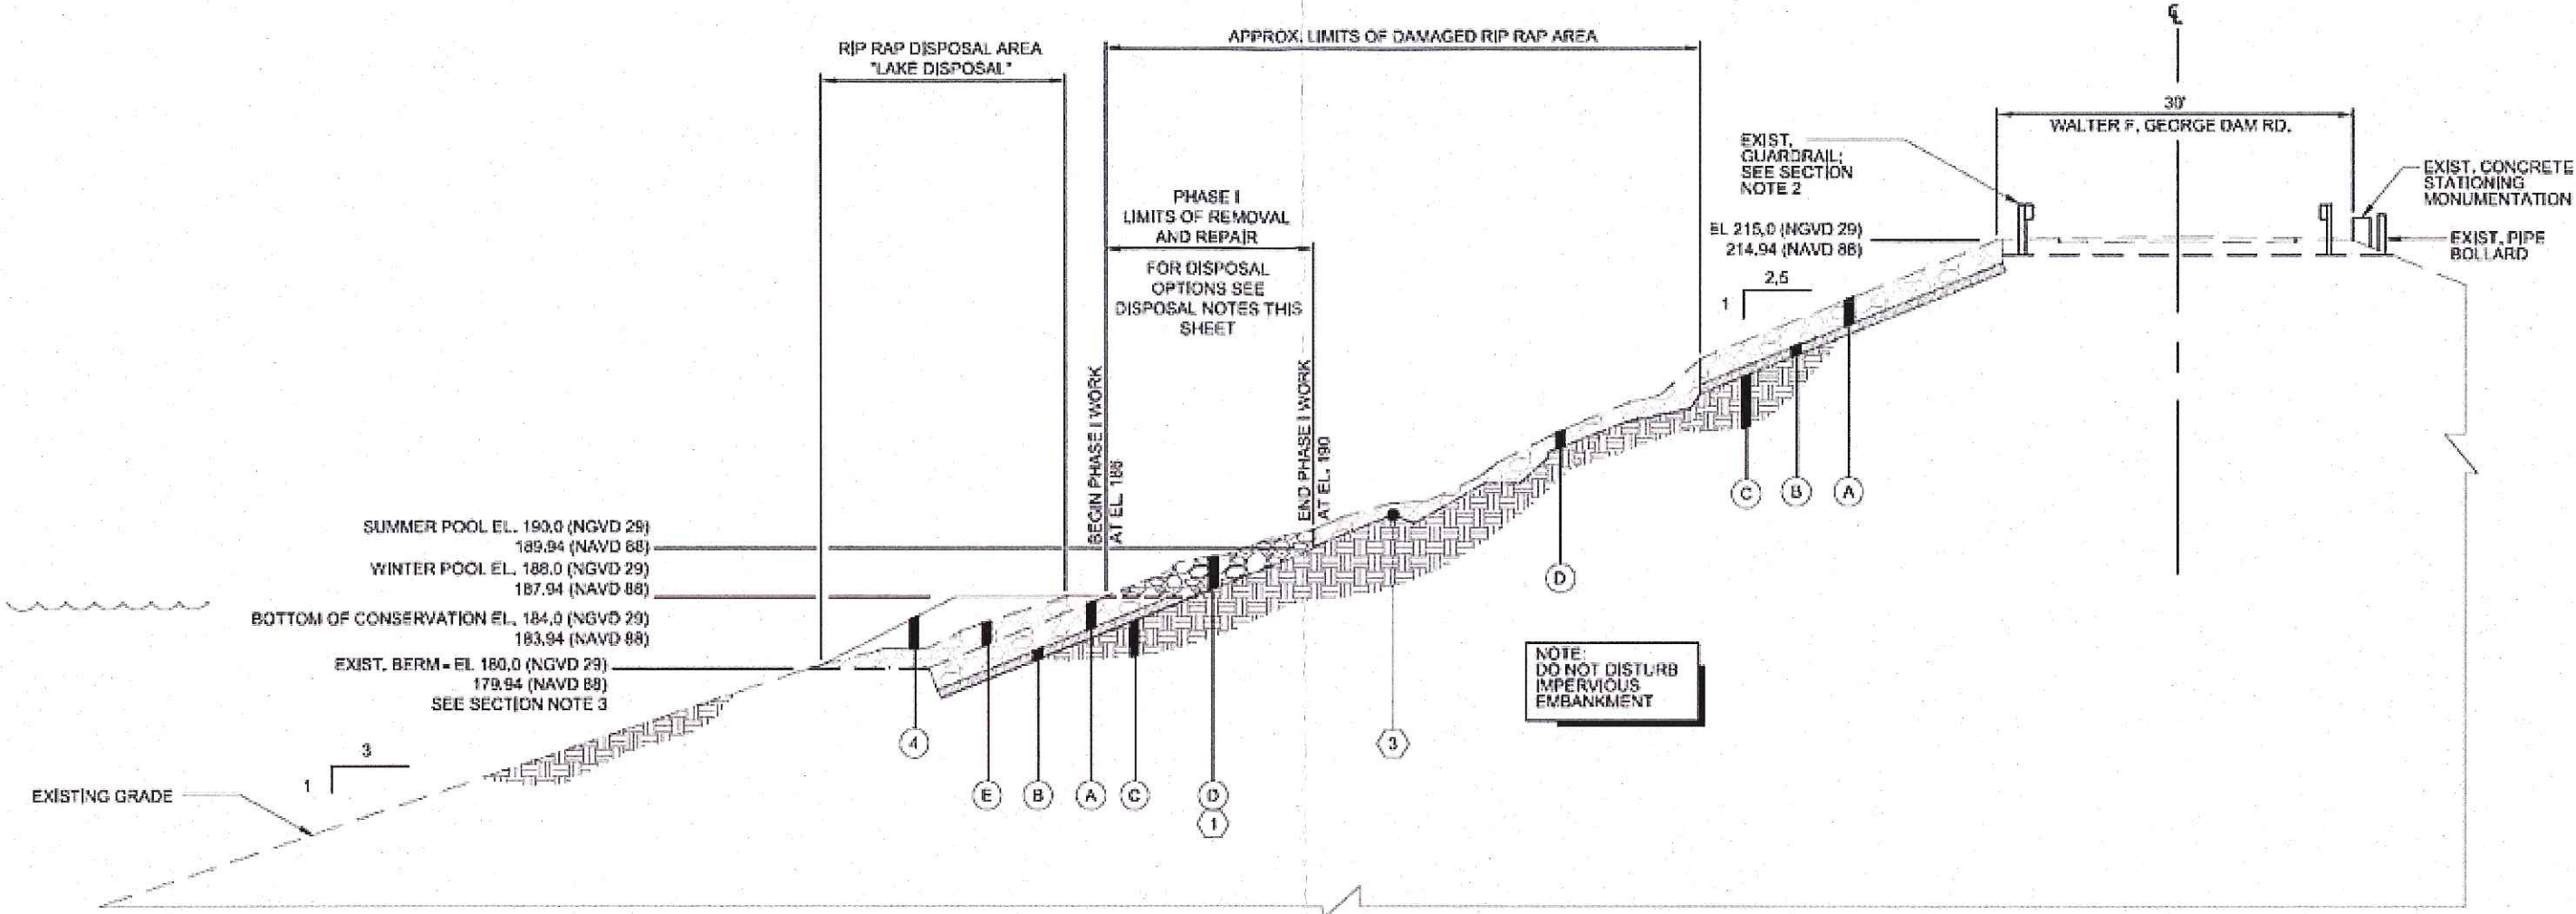 ℄
RIP RAP DISPOSAL AREA
"LAKE DISPOSAL"
APPROX. LIMITS OF DAMAGED RIP RAP AREA
30'
WALTER F. GEORGE DAM RD.
EXIST.
GUARDRAIL;
SEE SECTION
NOTE 2
EXIST. CONCRETE
STATIONING
MONUMENTATION
EXIST. PIPE
BOLLARD
PHASE I
LIMITS OF REMOVAL
AND REPAIR
FOR DISPOSAL
OPTIONS SEE
DISPOSAL NOTES THIS
SHEET
EL 215.0 (NGVD 29)
214.94 (NAVD 88)
2.5
1
BEGIN PHASE I WORK
AT EL. 188
END PHASE I WORK
AT EL. 190
C
B
A
D
SUMMER POOL EL. 190.0 (NGVD 29)
189.94 (NAVD 88)
WINTER POOL EL. 188.0 (NGVD 29)
187.94 (NAVD 88)
BOTTOM OF CONSERVATION EL. 184.0 (NGVD 29)
183.94 (NAVD 88)
EXIST. BERM = EL 180.0 (NGVD 29)
179.94 (NAVD 88)
SEE SECTION NOTE 3
NOTE:
DO NOT DISTURB
IMPERVIOUS
EMBANKMENT
4
3
3
1
EXISTING GRADE
E
B
A
C
D
1